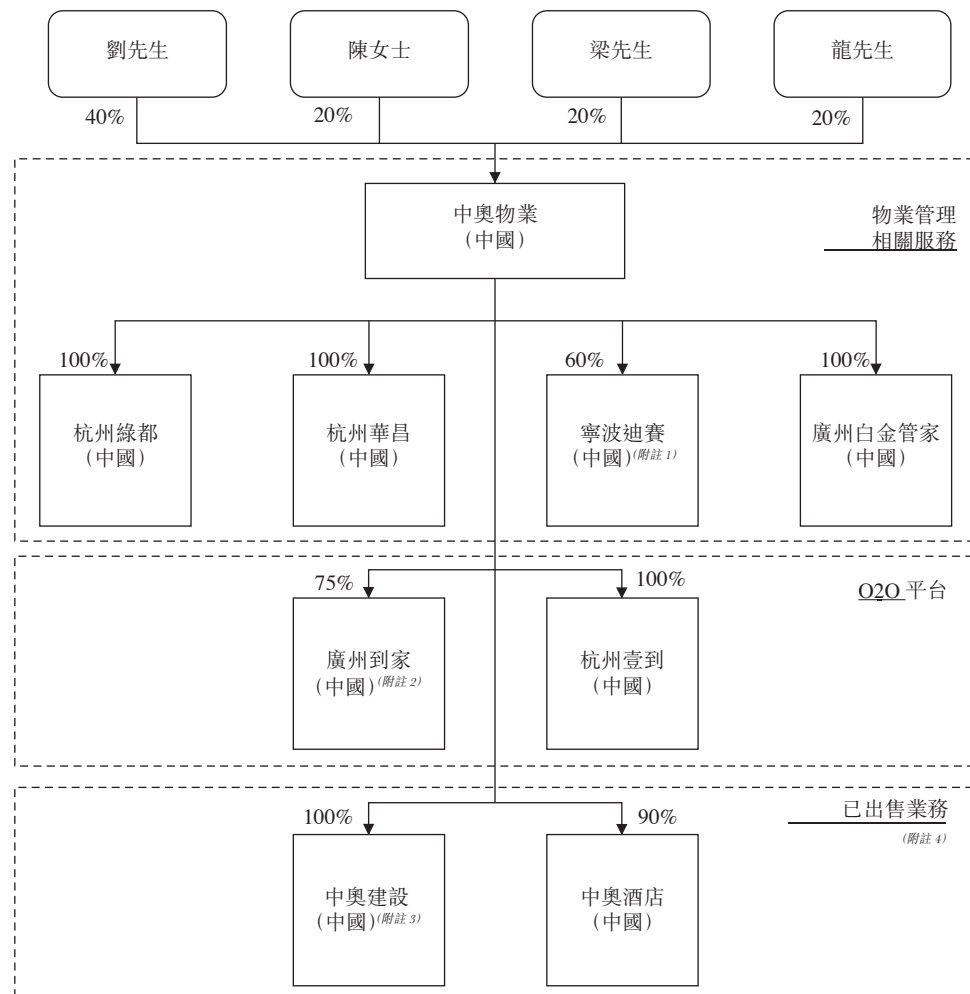 劉先生
陳女士
梁先生
龍先生
40%
20%
20%
20%
中奧物業
(中國)
物業管理
相關服務
100%
100%
60%
100%
杭州綠都
(中國)
杭州華昌
(中國)
寧波迪賽
(中國)(附註 1)
廣州白金管家
(中國)
75%
100%
O2O 平台
廣州到家
(中國)(附註 2)
杭州壹到
(中國)
100%
90%
已出售業務
(附註 4)
中奧建設
(中國)(附註 3)
中奧酒店
(中國)